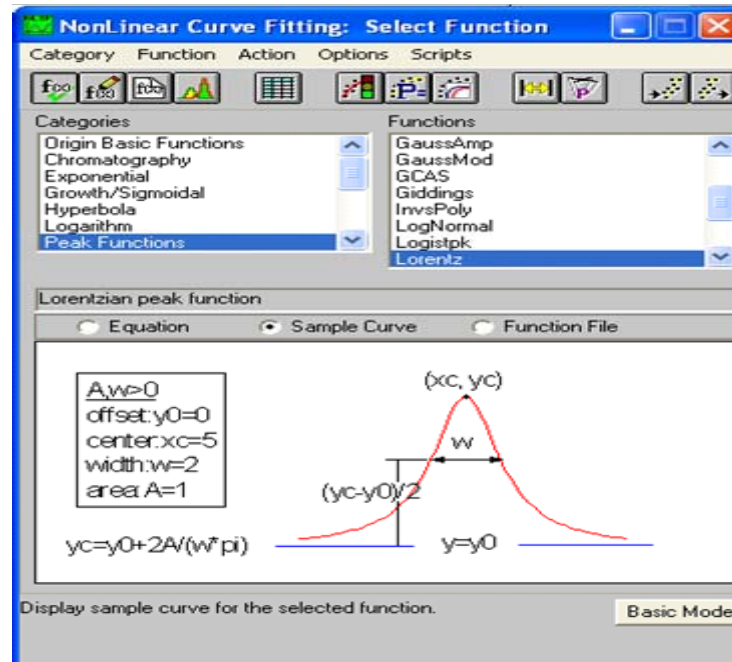 NonLinear Curve Fitting: Select Function
Category Function Action Options Scripts
Categories
Origin Basic Functions
Chromatography
Exponential
Growth/Sigmoidal
Hyperbola
Logarithm
Peak Functions
Functions
GaussAmp
GaussMod
GCAS
Giddings
InvsPoly
LogNormal
Logistpk
Lorentz
Lorentzian peak function
Equation Sample Curve Function File
A,w>0
offset:y0=0
center:xc=5
width:w=2
area:A=1
(xc, yc)
w
(yc-y0)/2
yc=y0+2A/(w*pi)
y=y0
Display sample curve for the selected function.
Basic Mode